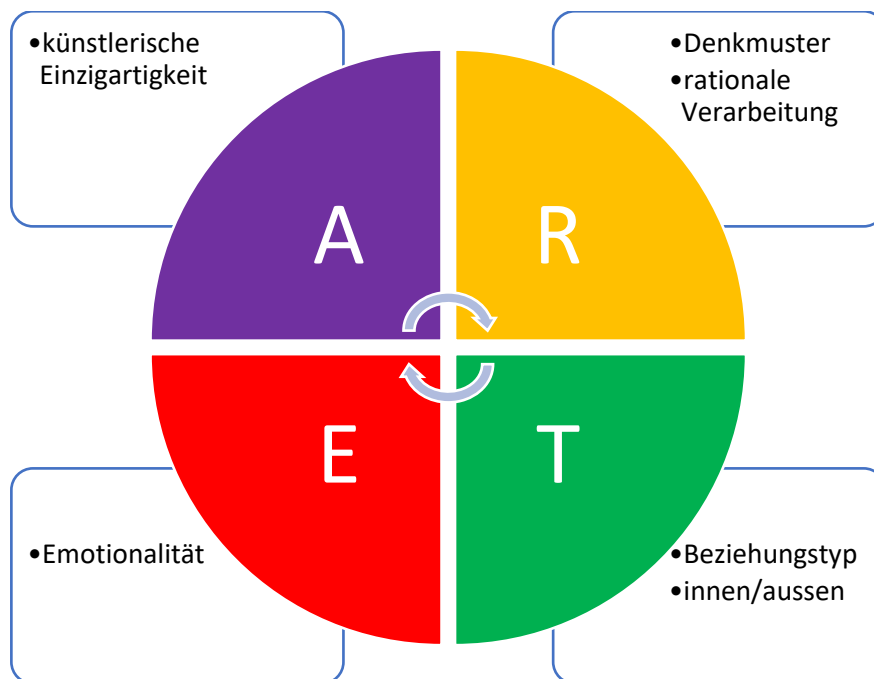 •künstlerische
Einzigartigkeit
•Denkmuster
•rationale
Verarbeitung
A
R
E
T
•Emotionalität
•Beziehungstyp
•innen/aussen